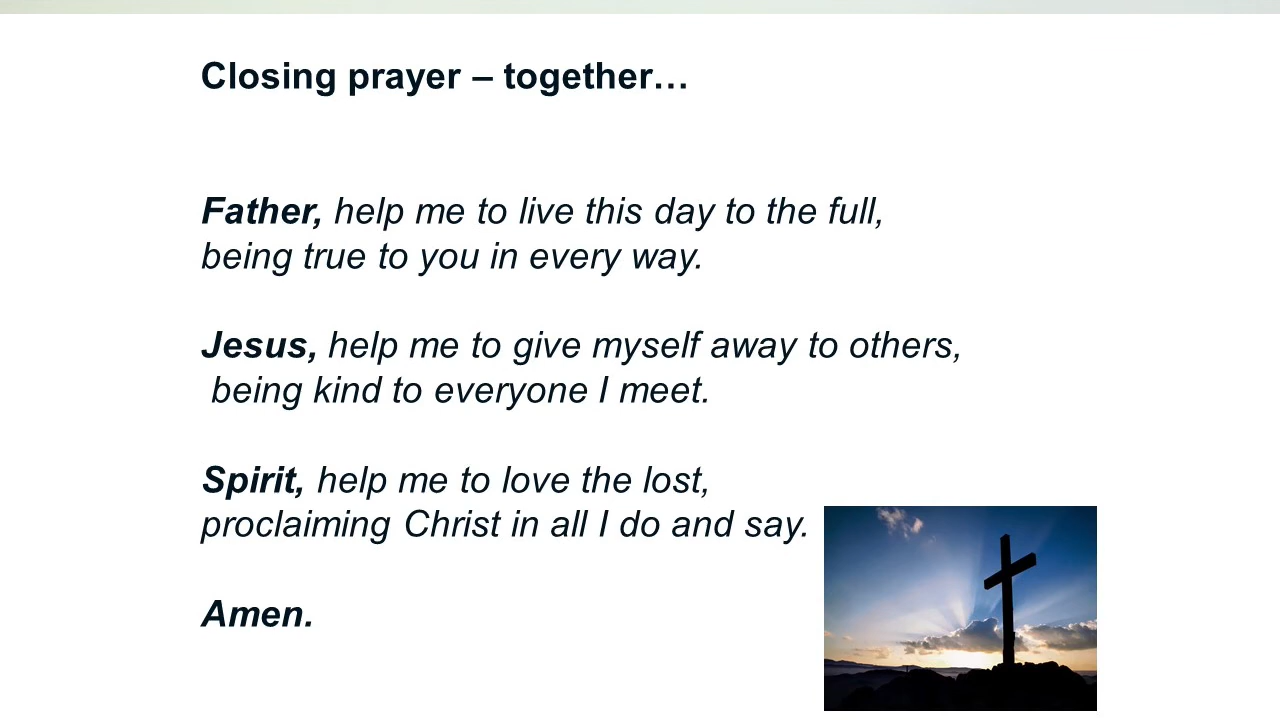 Closing prayer – together…
Father, help me to live this day to the full,
being true to you in every way.
Jesus, help me to give myself away to others,
being kind to everyone I meet.
Spirit, help me to love the lost,
proclaiming Christ in all I do and say.
Amen.